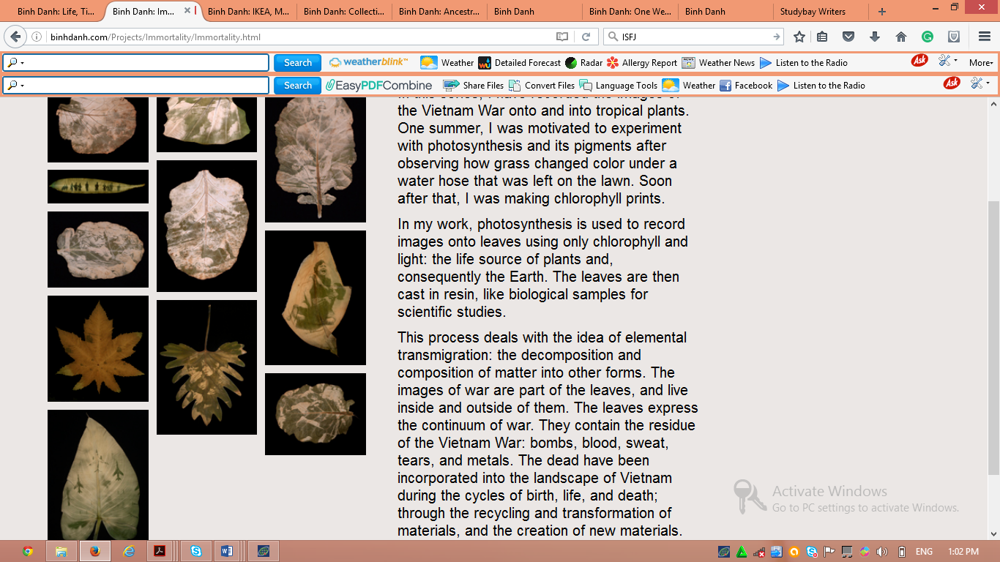 Binh Danh: Life, Ti...
Binh Danh: Im...
Binh Danh: IKEA, M...
Binh Danh: Collecti...
Binh Danh: Ancestr...
Binh Danh
Binh Danh: One We...
Binh Danh
Studybay Writers
binhdanh.com/Projects/Immortality/Immortality.html
ISFJ
Search
weatherblink™
Weather
Detailed Forecast
Radar
Allergy Report
NEWS
Weather News
Listen to the Radio
Ask
More
Search
EasyPDFCombine
Share Files
Convert Files
Language Tools
Weather
Facebook
Listen to the Radio
Ask
In this series, I have recorded the images of
the Vietnam War onto and into tropical plants.
One summer, I was motivated to experiment
with photosynthesis and its pigments after
observing how grass changed color under a
water hose that was left on the lawn. Soon
after that, I was making chlorophyll prints.
In my work, photosynthesis is used to record
images onto leaves using only chlorophyll and
light: the life source of plants and,
consequently the Earth. The leaves are then
cast in resin, like biological samples for
scientific studies.
This process deals with the idea of elemental
transmigration: the decomposition and
composition of matter into other forms. The
images of war are part of the leaves, and live
inside and outside of them. The leaves express
the continuum of war. They contain the residue
of the Vietnam War: bombs, blood, sweat,
tears, and metals. The dead have been
incorporated into the landscape of Vietnam
during the cycles of birth, life, and death;
through the recycling and transformation of
materials, and the creation of new materials.
Activate Windows
Go to PC settings to activate Windows.
ENG
1:02 PM